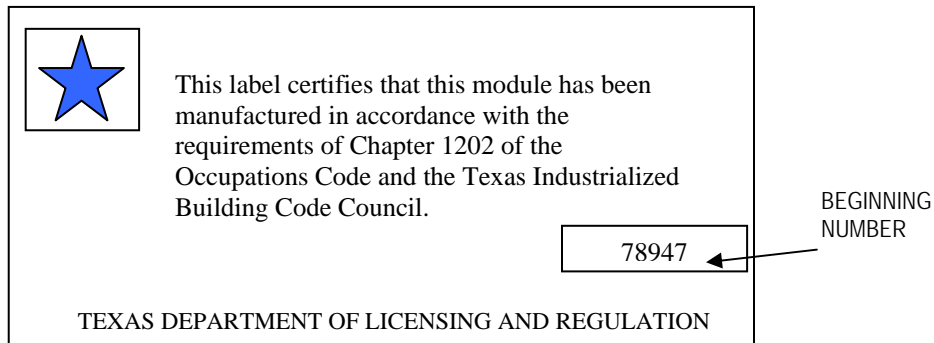 This label certifies that this module has been
manufactured in accordance with the
requirements of Chapter 1202 of the
Occupations Code and the Texas Industrialized
Building Code Council.
BEGINNING
NUMBER
78947
TEXAS DEPARTMENT OF LICENSING AND REGULATION